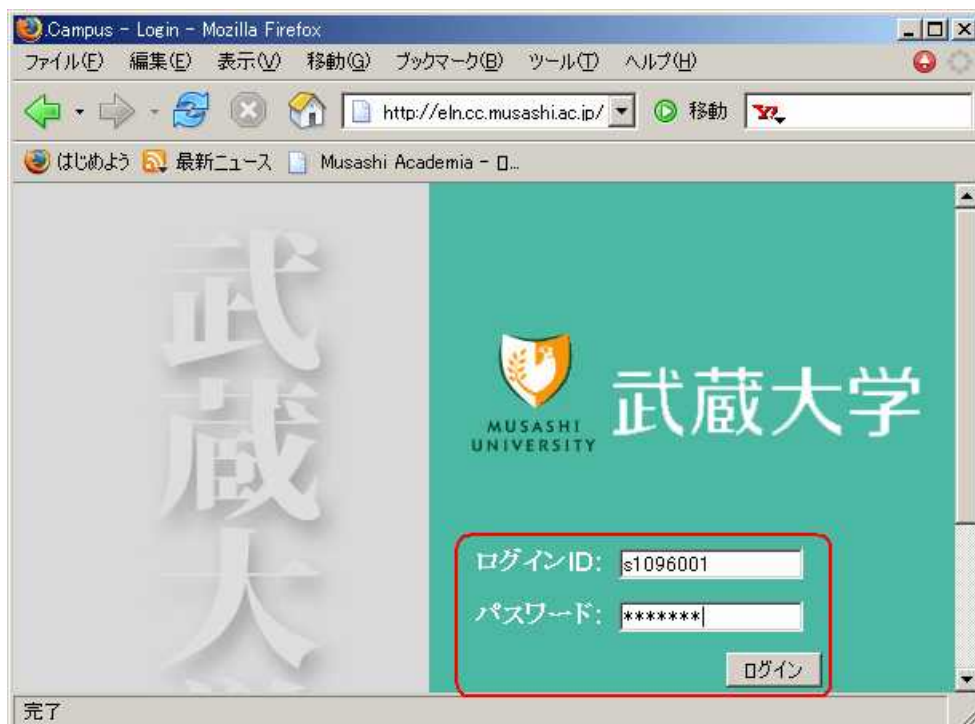 .Campus - Login - Mozilla Firefox
ファイル(F) 編集(E) 表示(V) 移動(G) ブックマーク(B) ツール(T) ヘルプ(H)
http://eln.cc.musashi.ac.jp/ 移動 Y!
はじめよう 最新ニュース Musashi Academia - ロ...
武蔵大
武蔵大学
MUSASHI
UNIVERSITY
ログインID: s1096001
パスワード: *******
ログイン
完了